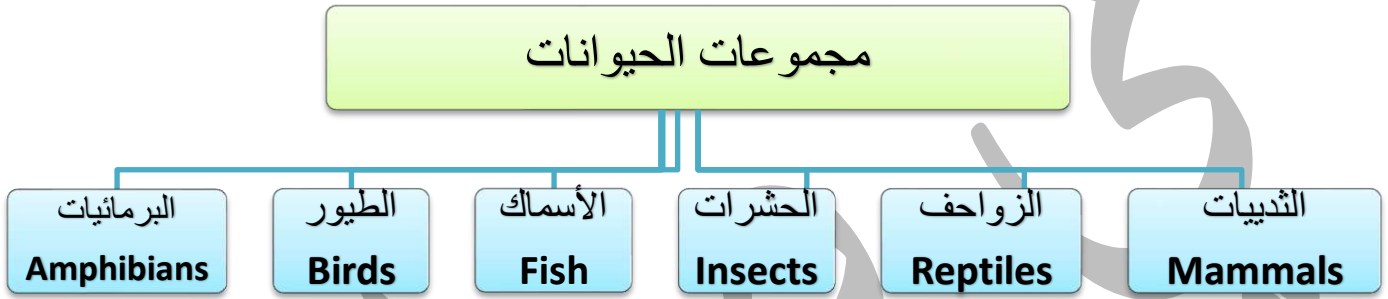 مجموعات الحيوانات
الثدييات
Mammals
الزواحف
Reptiles
الحشرات
Insects
الأسماك
Fish
الطيور
Birds
البرمائيات
Amphibians